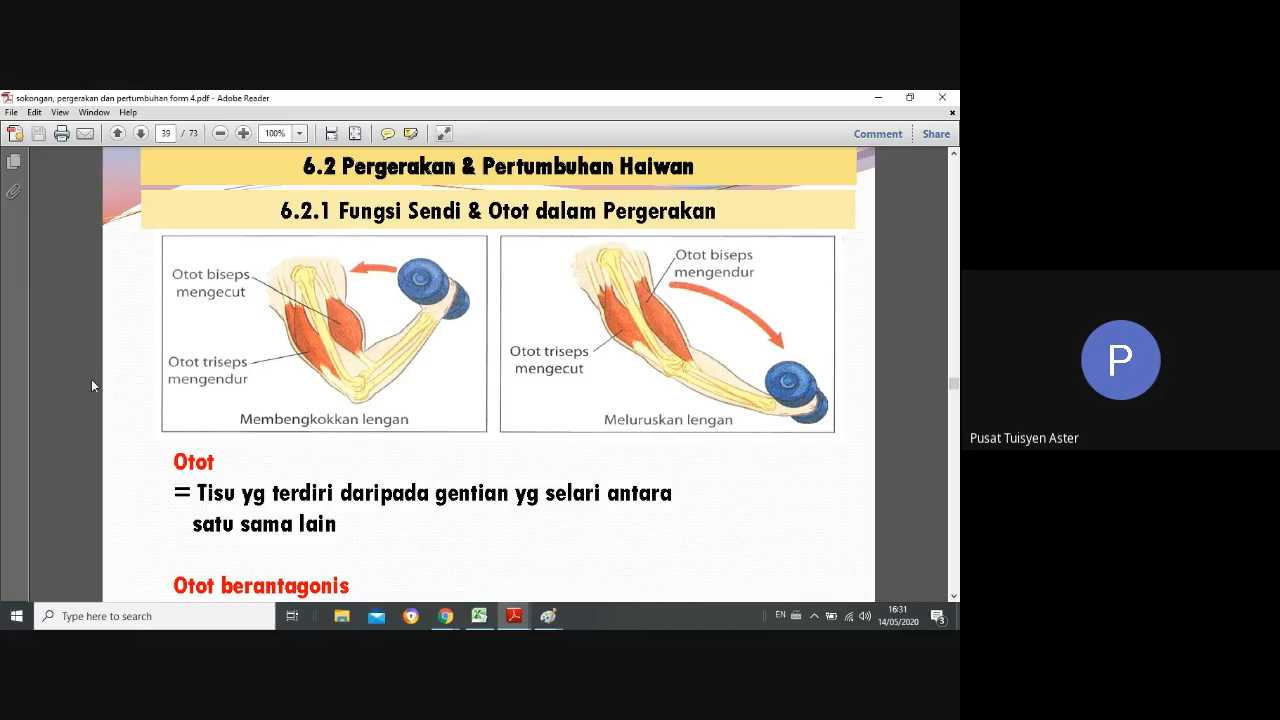 sokongan, pergerakan dan pertumbuhan form 4.pdf - Adobe Reader
File Edit View Window Help
39 / 73 100% Comment Share
6.2 Pergerakan & Pertumbuhan Haiwan
6.2.1 Fungsi Sendi & Otot dalam Pergerakan
Otot biseps
mengecut
Otot triseps
mengendur
Membengkokkan lengan
Otot biseps
mengendur
Otot triseps
mengecut
Meluruskan lengan
Otot
= Tisu yg terdiri daripada gentian yg selari antara
satu sama lain
Otot berantagonis
P
Pusat Tuisyen Aster
Type here to search
EN
16:31
14/05/2020
3